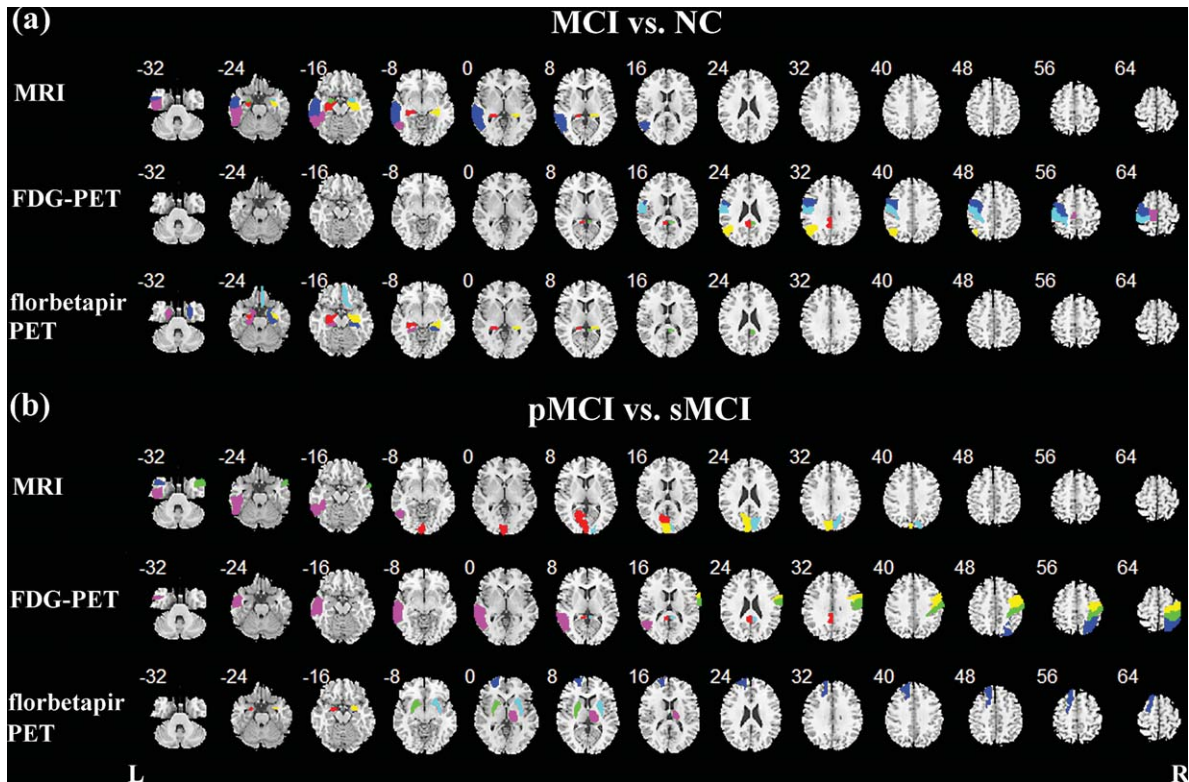 (a) MCI vs. NC
MRI -32 -24 -16 -8 0 8 16 24 32 40 48 56 64
FDG-PET -32 -24 -16 -8 0 8 16 24 32 40 48 56 64
florbetapir PET -32 -24 -16 -8 0 8 16 24 32 40 48 56 64
(b) pMCI vs. sMCI
MRI -32 -24 -16 -8 0 8 16 24 32 40 48 56 64
FDG-PET -32 -24 -16 -8 0 8 16 24 32 40 48 56 64
florbetapir PET -32 -24 -16 -8 0 8 16 24 32 40 48 56 64
L R